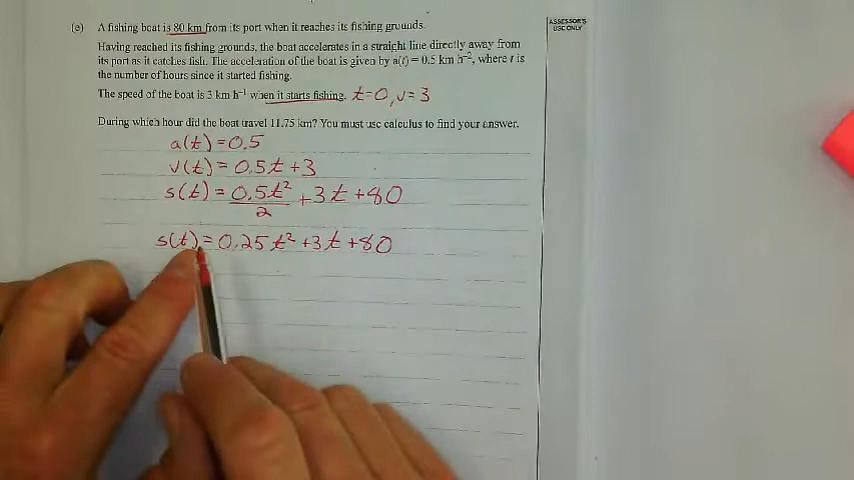 (e) A fishing boat is 80 km from its port when it reaches its fishing grounds.
ASSESSOR'S
USE ONLY
Having reached its fishing grounds, the boat accelerates in a straight line directly away from
its port as it catches fish. The acceleration of the boat is given by a(t) = 0.5 km h⁻², where t is
the number of hours since it started fishing.
The speed of the boat is 3 km h⁻¹ when it starts fishing. t=0, v=3
During which hour did the boat travel 11.75 km? You must use calculus to find your answer.
a(t) = 0.5
v(t) = 0.5t + 3
s(t) = 0.5t²/2 + 3t + 80
s(t) = 0.25t² + 3t + 80